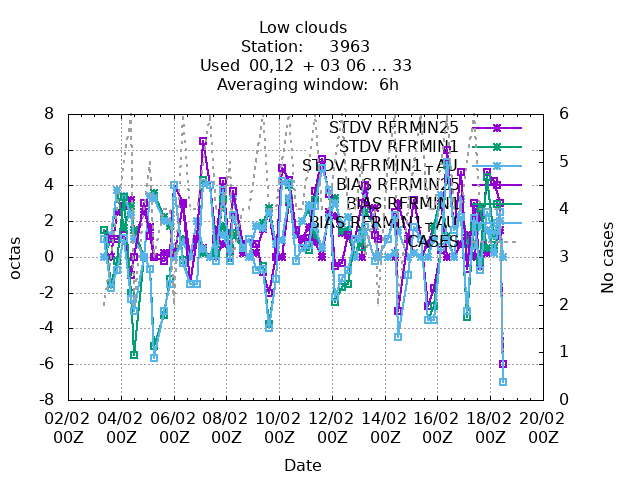 Low clouds
Station: 3963
Used 00,12 + 03 06 ... 33
Averaging window: 6h
STDV RFRMIN25
STDV RFRMIN1
STDV RFRMIN1_AU
BIAS RFRMIN25
BIAS RFRMIN1
BIAS RFRMIN1_AU
CASES
octas
8
6
4
2
0
-2
-4
-6
-8
No cases
6
5
4
3
2
1
0
02/02 04/02 06/02 08/02 10/02 12/02 14/02 16/02 18/02 20/02
00Z 00Z 00Z 00Z 00Z 00Z 00Z 00Z 00Z 00Z
Date